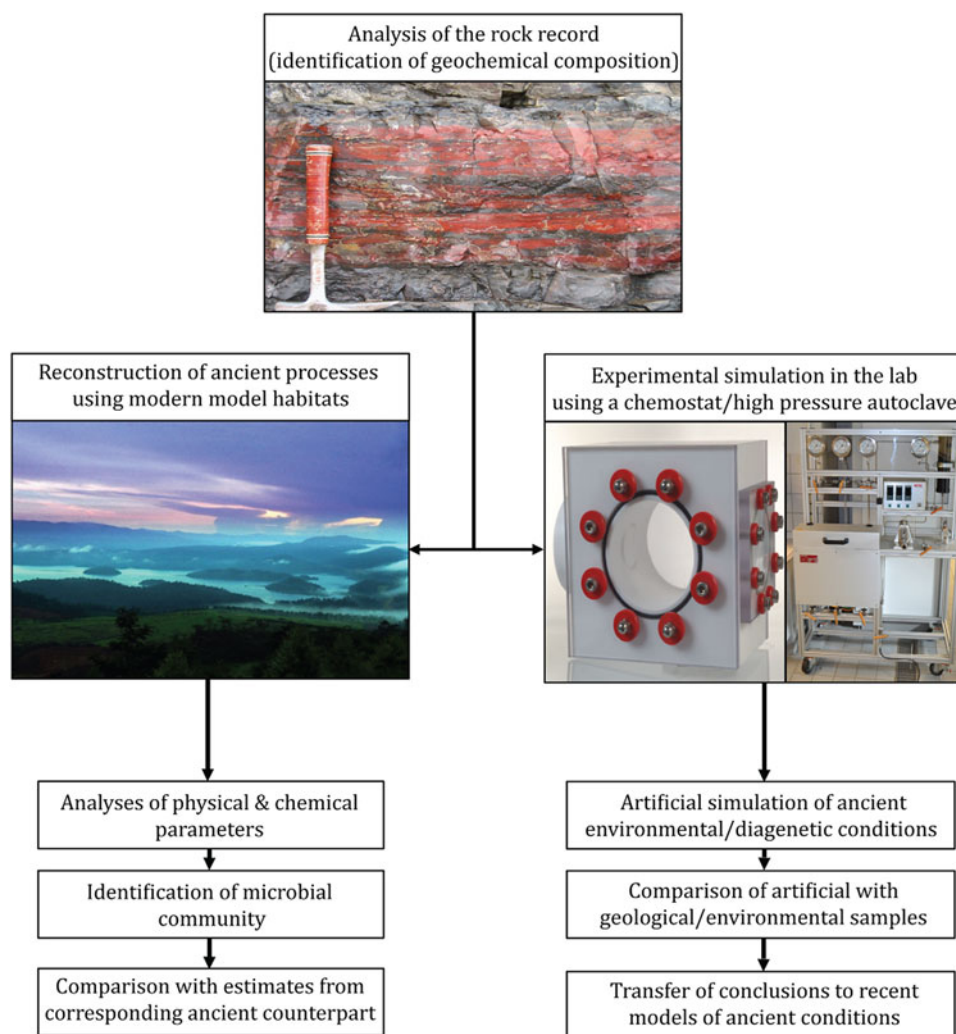 Analysis of the rock record
(identification of geochemical composition)
Reconstruction of ancient processes
using modern model habitats
Experimental simulation in the lab
using a chemostat/high pressure autoclave
Analyses of physical & chemical
parameters
Identification of microbial
community
Comparison with estimates from
corresponding ancient counterpart
Artificial simulation of ancient
environmental/diagenetic conditions
Comparison of artificial with
geological/environmental samples
Transfer of conclusions to recent
models of ancient conditions